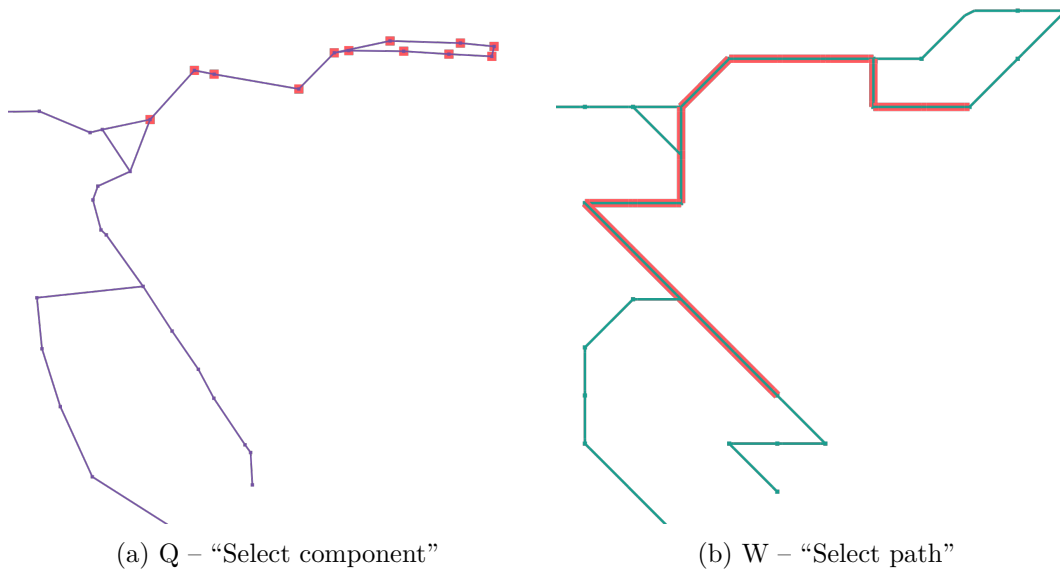 (a) Q – “Select component”
(b) W – “Select path”